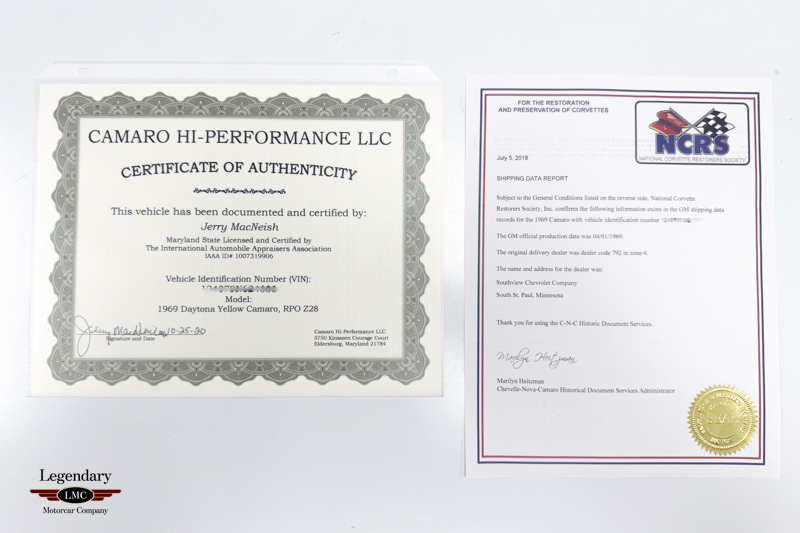 CAMARO HI-PERFORMANCE LLC
CERTIFICATE OF AUTHENTICITY
This vehicle has been documented and certified by:
Jerry MacNeish
Maryland State Licensed and Certified by
The International Automobile Appraisers Association
IAAA ID# 1007319906
Vehicle Identification Number (VIN):
Model:
1969 Daytona Yellow Camaro, RPO Z28
Jerry MacNeish 10-25-20
Signature and Date
Camaro Hi-Performance LLC
5750 Kinsmen Courage Court
Eldersburg, Maryland 21784
FOR THE RESTORATION
AND PRESERVATION OF CORVETTES
NCRS
NATIONAL CORVETTE RESTORERS SOCIETY
July 5, 2018
SHIPPING DATA REPORT
Subject to the General Conditions listed on the reverse side, National Corvette
Restorers Society, Inc. confirms the following information exists in the GM shipping data
records for the 1969 Camaro with vehicle identification number
The GM official production date was 04/01/1969.
The original delivery dealer was dealer code 792 in zone 4.
The name and address for the dealer was:
Southview Chevrolet Company
South St. Paul, Minnesota
Thank you for using the C-N-C Historic Document Services.
Marilyn Heitzman
Marilyn Heitzman
Chevelle-Nova-Camaro Historical Document Services Administrator
Legendary
LMC
Motorcar Company